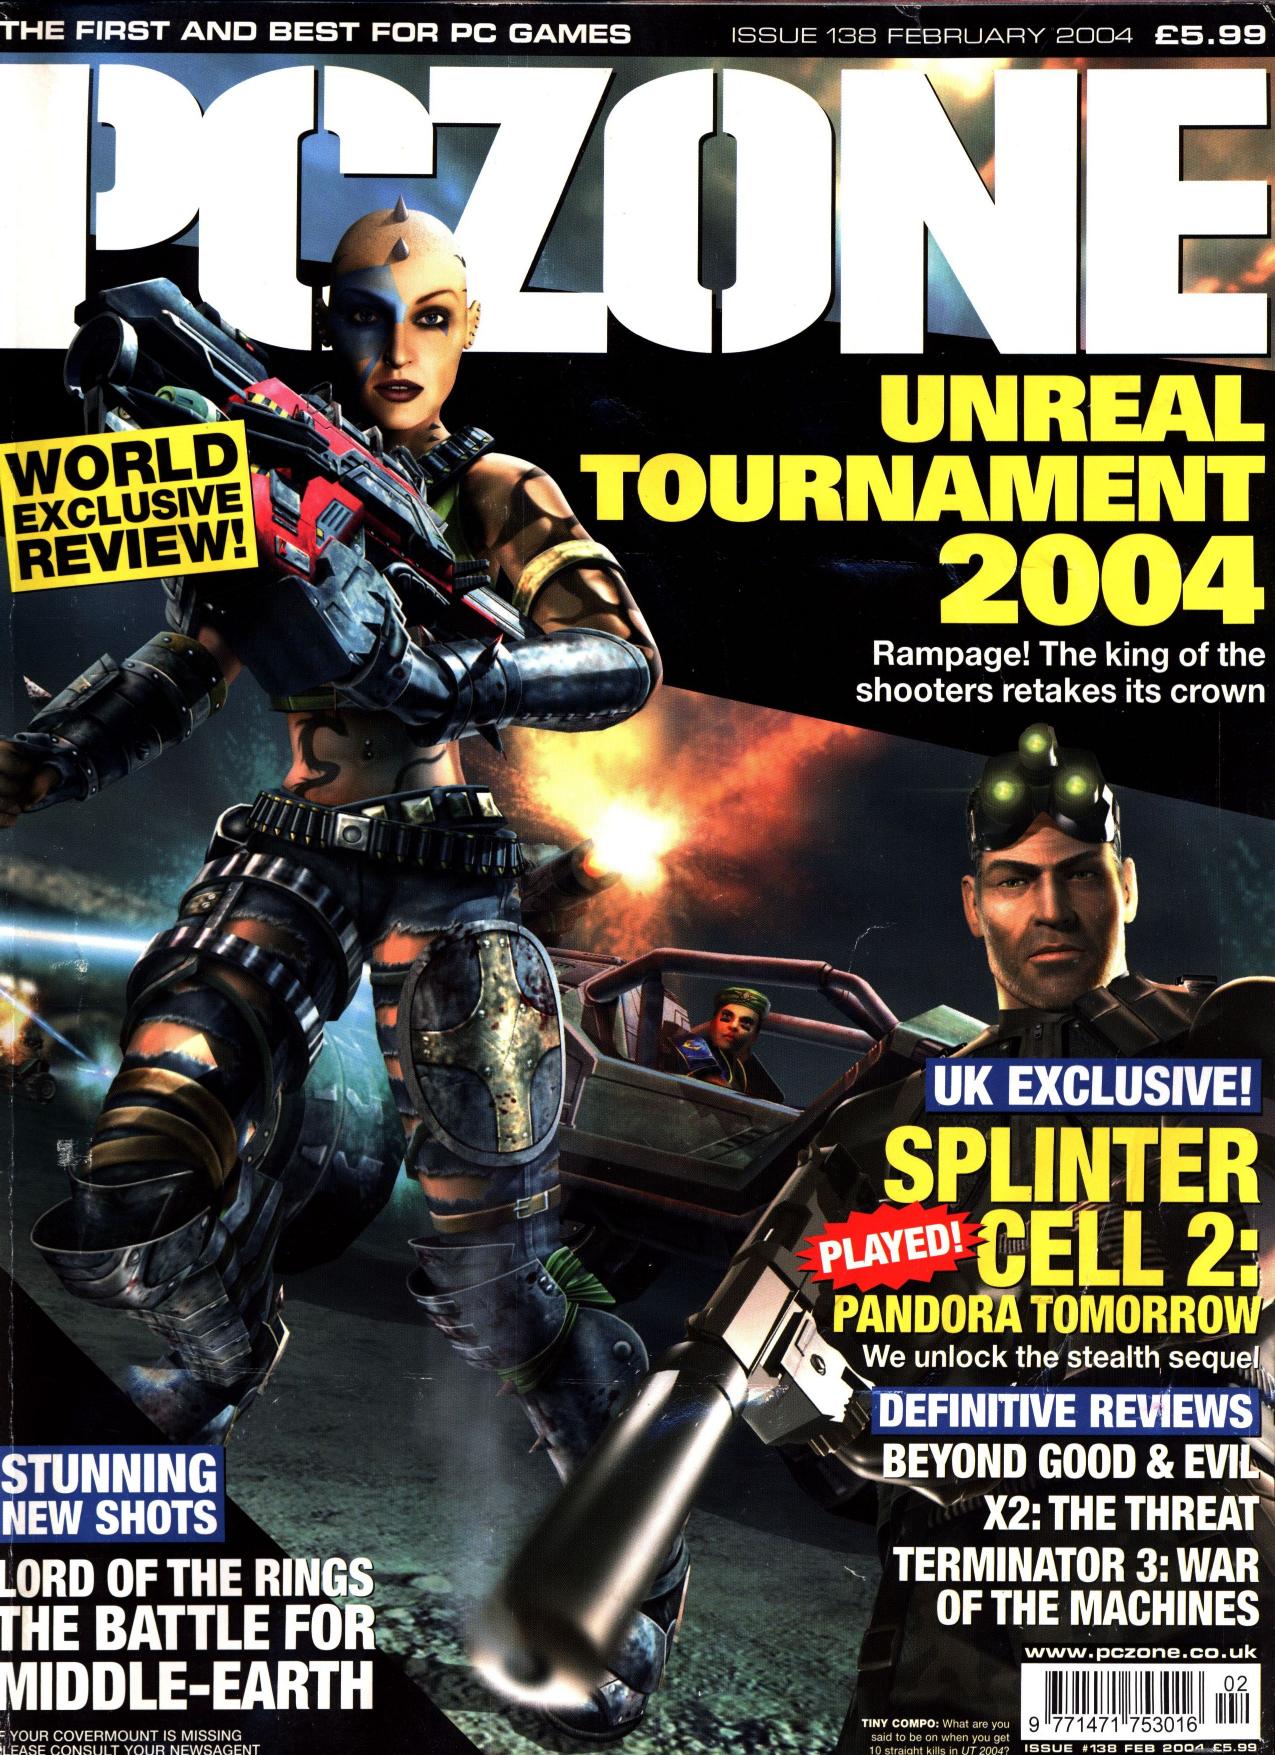 THE FIRST AND BEST FOR PC GAMES
ISSUE 138 FEBRUARY 2004 £5.99
PCZONE
WORLD
EXCLUSIVE
REVIEW!
UNREAL
TOURNAMENT
2004
Rampage! The king of the
shooters retakes its crown
UK EXCLUSIVE!
SPLINTER
PLAYED!
CELL 2:
PANDORA TOMORROW
We unlock the stealth sequel
DEFINITIVE REVIEWS
BEYOND GOOD & EVIL
X2: THE THREAT
TERMINATOR 3: WAR
OF THE MACHINES
STUNNING
NEW SHOTS
LORD OF THE RINGS
THE BATTLE FOR
MIDDLE-EARTH
F YOUR COVERMOUNT IS MISSING
PLEASE CONSULT YOUR NEWSAGENT
TINY COMPO: What are you
said to be on when you get
10 straight kills in UT 2004?
www.pczone.co.uk
02
9 771471 753016
ISSUE #138 FEB 2004 £5.99